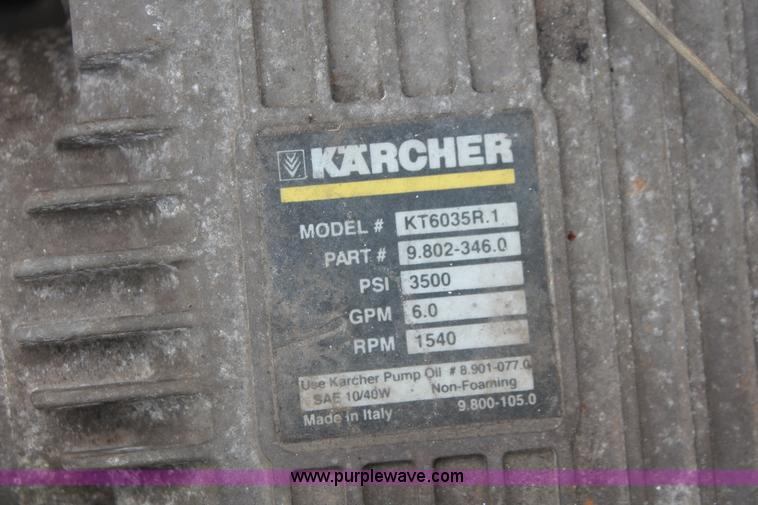 KÄRCHER
MODEL # KT6035R.1
PART # 9.802-346.0
PSI 3500
GPM 6.0
RPM 1540
Use Karcher Pump Oil # 8.901-077.0
SAE 10/40W Non-Foaming
Made in Italy 9.800-105.0
www.purplewave.com